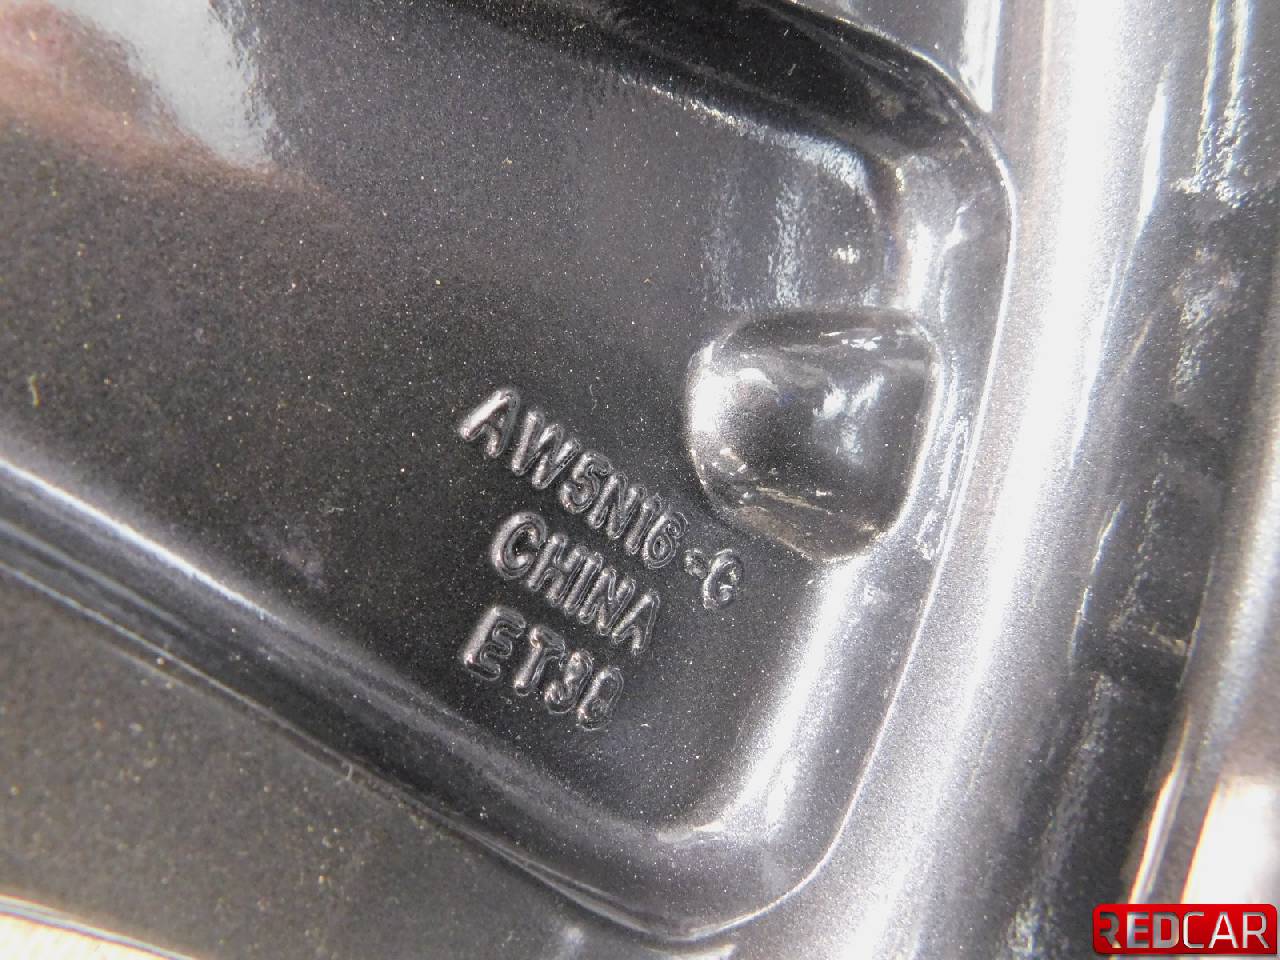 AW5N16-C
CHINA
ET30
REDCAR